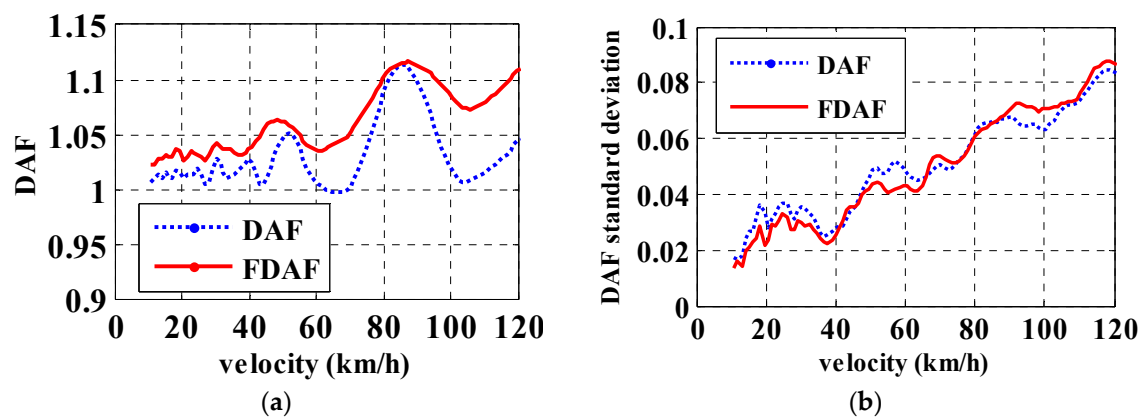 1.15
1.1
1.05
1
0.95
0.9
DAF
DAF
FDAF
0 20 40 60 80 100 120
velocity (km/h)
(a)
0.1
0.08
0.06
0.04
0.02
0
DAF standard deviation
DAF
FDAF
0 20 40 60 80 100 120
velocity (km/h)
(b)